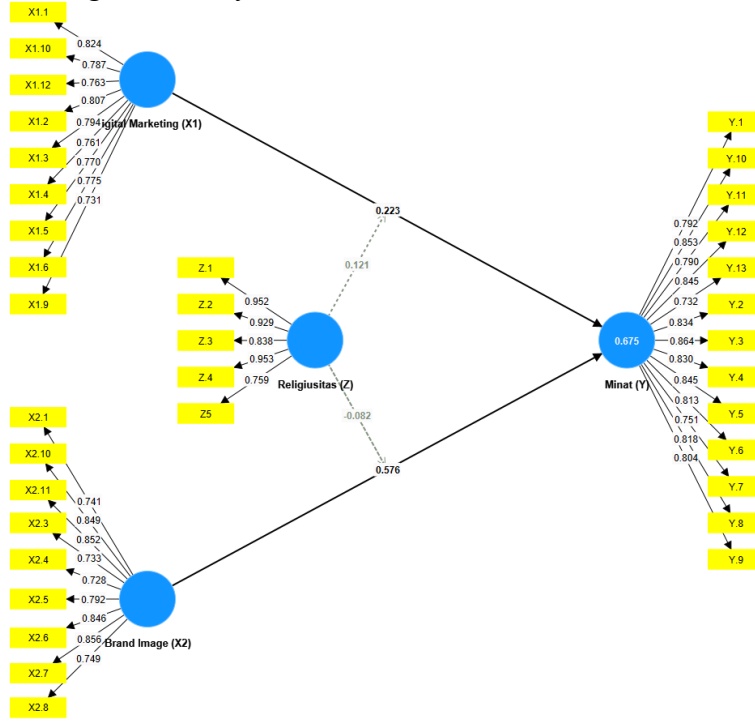 X1.1
X1.10
X1.12
X1.2
X1.3
X1.4
X1.5
X1.6
X1.9
0.824
0.787
0.763
0.807
0.794
0.761
0.770
0.775
0.731
igital Marketing (X1)
0.223
0.121
Z.1
Z.2
Z.3
Z.4
Z5
0.952
0.929
0.838
0.953
0.759
Religiusitas (Z)
-0.082
0.576
X2.1
X2.10
X2.11
X2.3
X2.4
X2.5
X2.6
X2.7
X2.8
0.741
0.849
0.852
0.733
0.728
0.792
0.846
0.856
0.749
Brand Image (X2)
0.675
Minat (Y)
0.792
0.853
0.790
0.845
0.732
0.834
0.864
0.830
0.845
0.813
0.751
0.818
0.804
Y.1
Y.10
Y.11
Y.12
Y.13
Y.2
Y.3
Y.4
Y.5
Y.6
Y.7
Y.8
Y.9